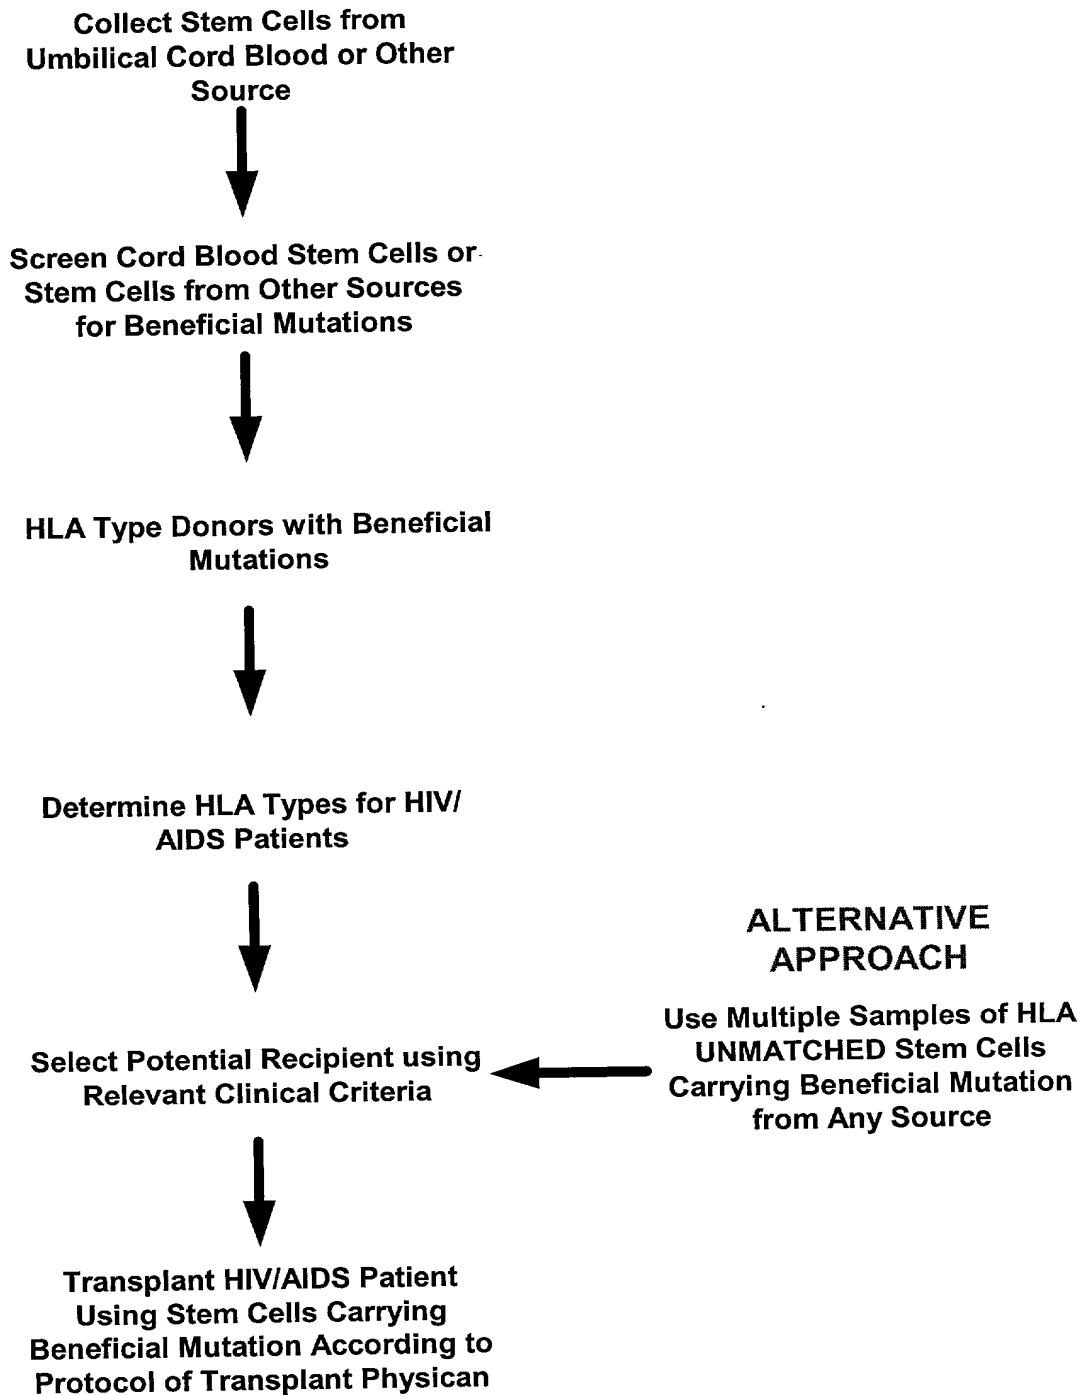 Collect Stem Cells from
Umbilical Cord Blood or Other
Source
Screen Cord Blood Stem Cells or
Stem Cells from Other Sources
for Beneficial Mutations
HLA Type Donors with Beneficial
Mutations
Determine HLA Types for HIV/
AIDS Patients
ALTERNATIVE
APPROACH
Use Multiple Samples of HLA
UNMATCHED Stem Cells
Carrying Beneficial Mutation
from Any Source
Select Potential Recipient using
Relevant Clinical Criteria
Transplant HIV/AIDS Patient
Using Stem Cells Carrying
Beneficial Mutation According to
Protocol of Transplant Physican